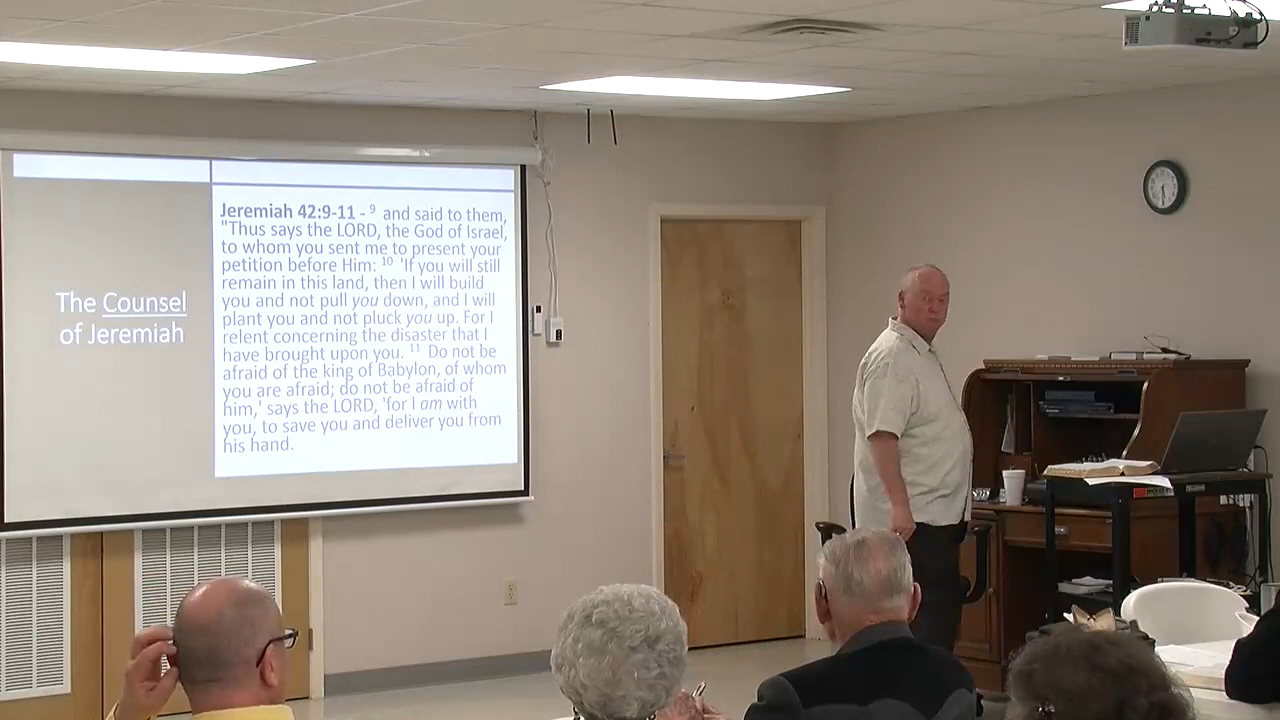 The Counsel
of Jeremiah
Jeremiah 42:9-11 - 9 and said to them,
"Thus says the LORD, the God of Israel,
to whom you sent me to present your
petition before Him: 10 'If you will still
remain in this land, then I will build
you and not pull you down, and I will
plant you and not pluck you up. For I
relent concerning the disaster that I
have brought upon you. 11 Do not be
afraid of the king of Babylon, of whom
you are afraid; do not be afraid of
him,' says the LORD, 'for I am with
you, to save you and deliver you from
his hand.